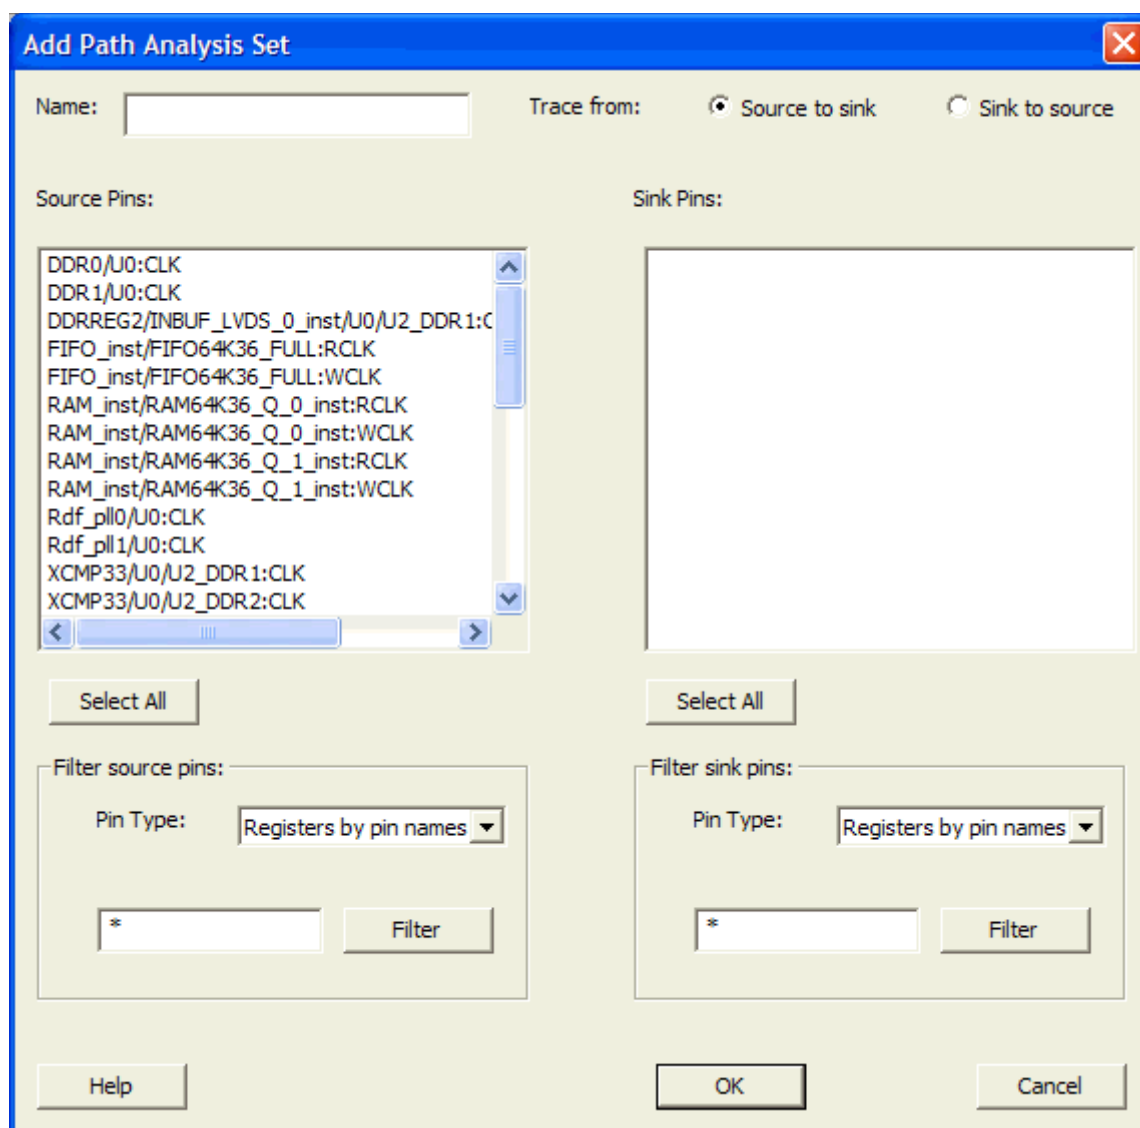 Add Path Analysis Set
Name:
Trace from:
Source to sink
Sink to source
Source Pins:
Sink Pins:
DDR0/U0:CLK
DDR1/U0:CLK
DDRREG2/INBUF_LVDS_0_inst/U0/U2_DDR1:C
FIFO_inst/FIFO64K36_FULL:RCLK
FIFO_inst/FIFO64K36_FULL:WCLK
RAM_inst/RAM64K36_Q_0_inst:RCLK
RAM_inst/RAM64K36_Q_0_inst:WCLK
RAM_inst/RAM64K36_Q_1_inst:RCLK
RAM_inst/RAM64K36_Q_1_inst:WCLK
Rdf_pll0/U0:CLK
Rdf_pll1/U0:CLK
XCMP33/U0/U2_DDR1:CLK
XCMP33/U0/U2_DDR2:CLK
Select All
Select All
Filter source pins:
Filter sink pins:
Pin Type:
Registers by pin names
Pin Type:
Registers by pin names
*
Filter
*
Filter
Help
OK
Cancel